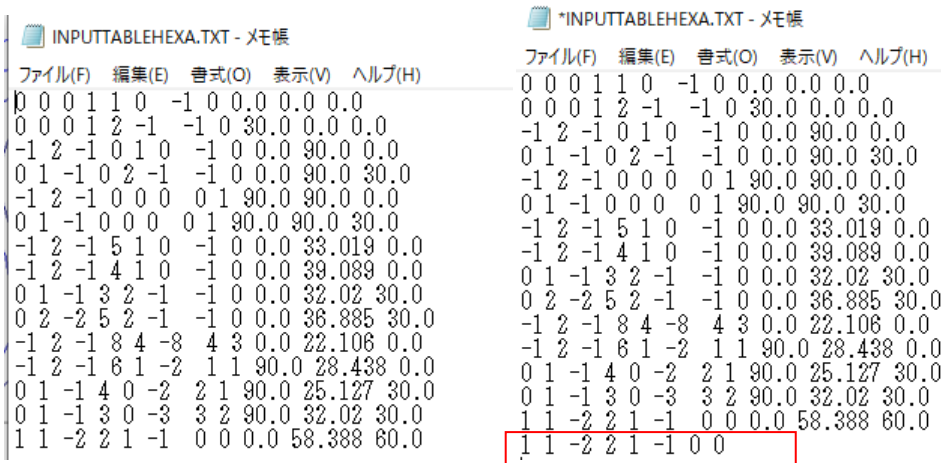 INPUTTABLEHEXA.TXT - メモ帳
ファイル(F) 編集(E) 書式(O) 表示(V) ヘルプ(H)
0 0 0 1 1 0 -1 0 0.0 0.0 0.0
0 0 0 1 2 -1 -1 0 30.0 0.0 0.0
-1 2 -1 0 1 0 -1 0 0.0 90.0 0.0
0 1 -1 0 2 -1 -1 0 0.0 90.0 30.0
-1 2 -1 0 0 0 0 1 90.0 90.0 0.0
0 1 -1 0 0 0 0 1 90.0 90.0 30.0
-1 2 -1 5 1 0 -1 0 0.0 33.019 0.0
-1 2 -1 4 1 0 -1 0 0.0 39.089 0.0
0 1 -1 3 2 -1 -1 0 0.0 32.02 30.0
0 2 -2 5 2 -1 -1 0 0.0 36.885 30.0
-1 2 -1 8 4 -8 4 3 0.0 22.106 0.0
-1 2 -1 6 1 -2 1 1 90.0 28.438 0.0
0 1 -1 4 0 -2 2 1 90.0 25.127 30.0
0 1 -1 3 0 -3 3 2 90.0 32.02 30.0
1 1 -2 2 1 -1 0 0 0.0 58.388 60.0
*INPUTTABLEHEXA.TXT - メモ帳
ファイル(F) 編集(E) 書式(O) 表示(V) ヘルプ(H)
0 0 0 1 1 0 -1 0 0.0 0.0 0.0
0 0 0 1 2 -1 -1 0 30.0 0.0 0.0
-1 2 -1 0 1 0 -1 0 0.0 90.0 0.0
0 1 -1 0 2 -1 -1 0 0.0 90.0 30.0
-1 2 -1 0 0 0 0 1 90.0 90.0 0.0
0 1 -1 0 0 0 0 1 90.0 90.0 30.0
-1 2 -1 5 1 0 -1 0 0.0 33.019 0.0
-1 2 -1 4 1 0 -1 0 0.0 39.089 0.0
0 1 -1 3 2 -1 -1 0 0.0 32.02 30.0
0 2 -2 5 2 -1 -1 0 0.0 36.885 30.0
-1 2 -1 8 4 -8 4 3 0.0 22.106 0.0
-1 2 -1 6 1 -2 1 1 90.0 28.438 0.0
0 1 -1 4 0 -2 2 1 90.0 25.127 30.0
0 1 -1 3 0 -3 3 2 90.0 32.02 30.0
1 1 -2 2 1 -1 0 0 0.0 58.388 60.0
1 1 -2 2 1 -1 0 0